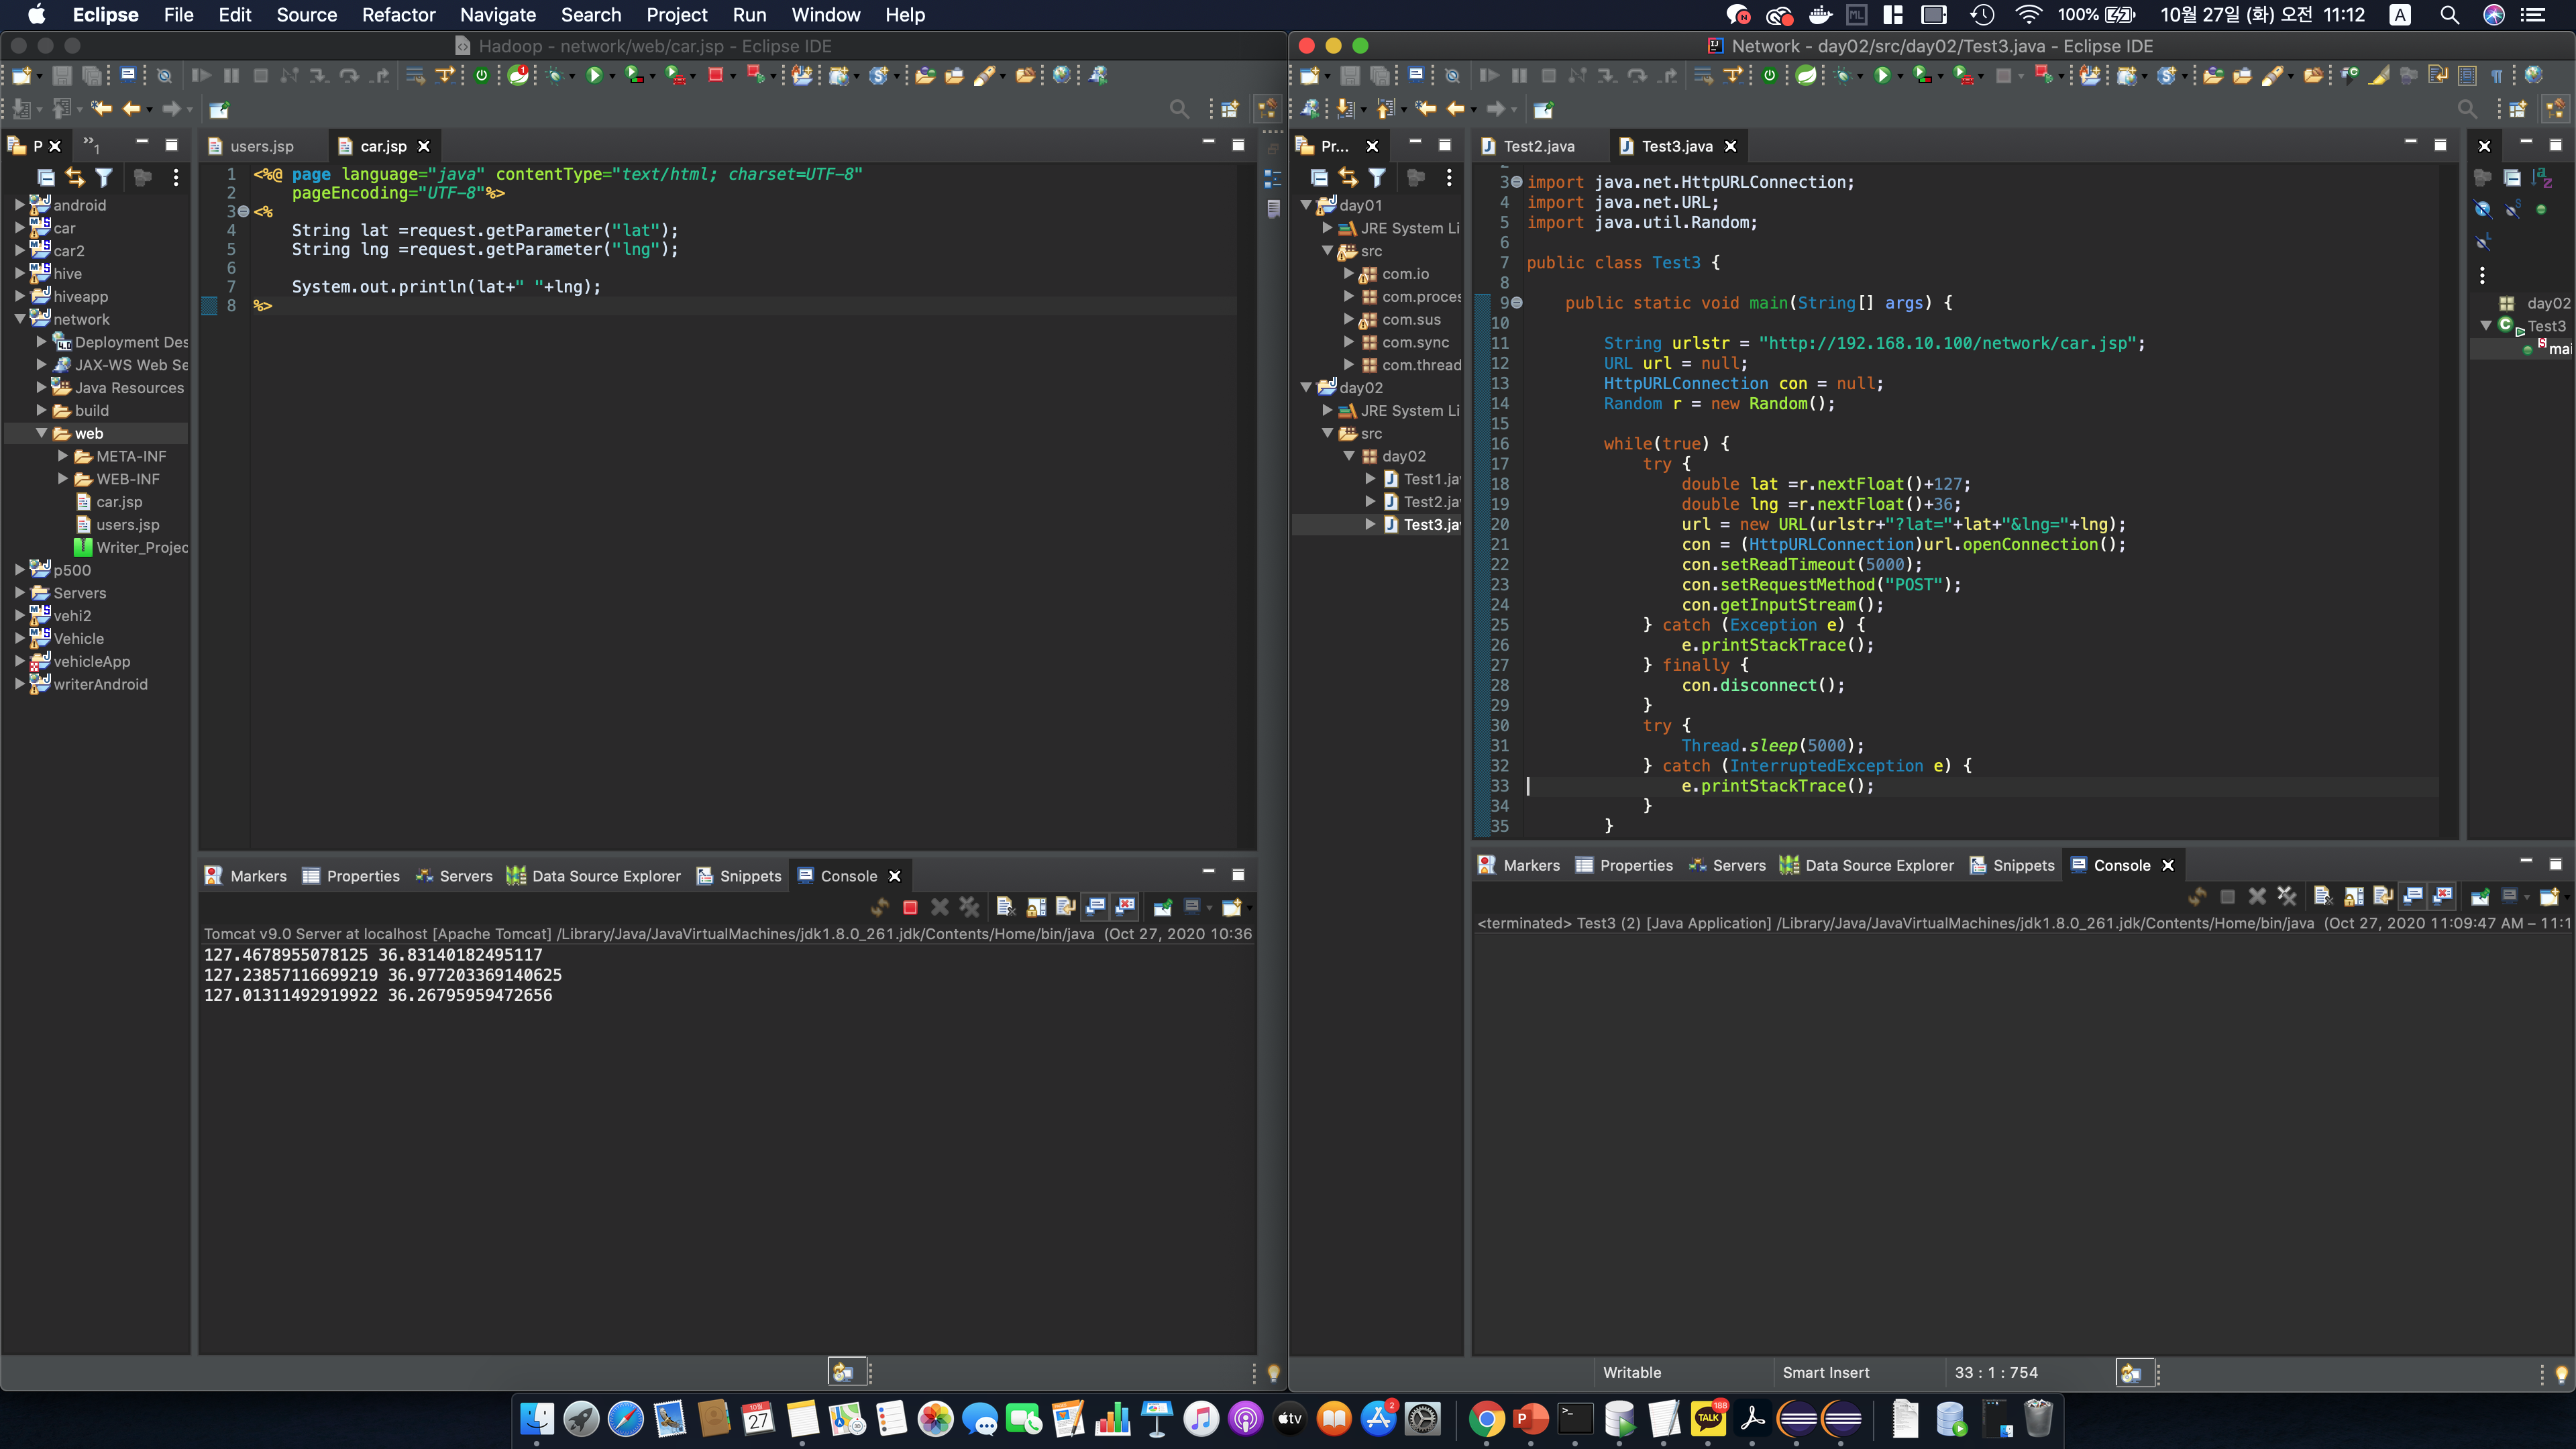 Eclipse File Edit Source Refactor Navigate Search Project Run Window Help
100% 10월 27일 (화) 오전 11:12 A
Hadoop - network/web/car.jsp - Eclipse IDE
P
»1
android
car
car2
hive
hiveapp
network
Deployment Des
JAX-WS Web Se
Java Resources
build
web
META-INF
WEB-INF
car.jsp
users.jsp
Writer_Projec
p500
Servers
vehi2
Vehicle
vehicleApp
writerAndroid
users.jsp car.jsp
1 <%@ page language="java" contentType="text/html; charset=UTF-8"
2 pageEncoding="UTF-8"%>
3 <%
4 String lat =request.getParameter("lat");
5 String lng =request.getParameter("lng");
6
7 System.out.println(lat+" "+lng);
8 %>
Markers Properties Servers Data Source Explorer Snippets Console
Tomcat v9.0 Server at localhost [Apache Tomcat] /Library/Java/JavaVirtualMachines/jdk1.8.0_261.jdk/Contents/Home/bin/java (Oct 27, 2020 10:36
127.4678955078125 36.83140182495117
127.23857116699219 36.977203369140625
127.01311492919922 36.26795959472656
Network - day02/src/day02/Test3.java - Eclipse IDE
Pr...
day01
JRE System Li
src
com.io
com.proces
com.sus
com.sync
com.thread
day02
JRE System Li
src
day02
Test1.ja
Test2.ja
Test3.ja
Test2.java Test3.java
3 import java.net.HttpURLConnection;
4 import java.net.URL;
5 import java.util.Random;
6
7 public class Test3 {
8
9 public static void main(String[] args) {
10
11 String urlstr = "http://192.168.10.100/network/car.jsp";
12 URL url = null;
13 HttpURLConnection con = null;
14 Random r = new Random();
15
16 while(true) {
17 try {
18 double lat =r.nextFloat()+127;
19 double lng =r.nextFloat()+36;
20 url = new URL(urlstr+"?lat="+lat+"&lng="+lng);
21 con = (HttpURLConnection)url.openConnection();
22 con.setReadTimeout(5000);
23 con.setRequestMethod("POST");
24 con.getInputStream();
25 } catch (Exception e) {
26 e.printStackTrace();
27 } finally {
28 con.disconnect();
29 }
30 try {
31 Thread.sleep(5000);
32 } catch (InterruptedException e) {
33 e.printStackTrace();
34 }
35 }
day02
Test3
mai
Markers Properties Servers Data Source Explorer Snippets Console
<terminated> Test3 (2) [Java Application] /Library/Java/JavaVirtualMachines/jdk1.8.0_261.jdk/Contents/Home/bin/java (Oct 27, 2020 11:09:47 AM – 11:1
Writable Smart Insert 33 : 1 : 754
10월
27
tv
2
TALK
188